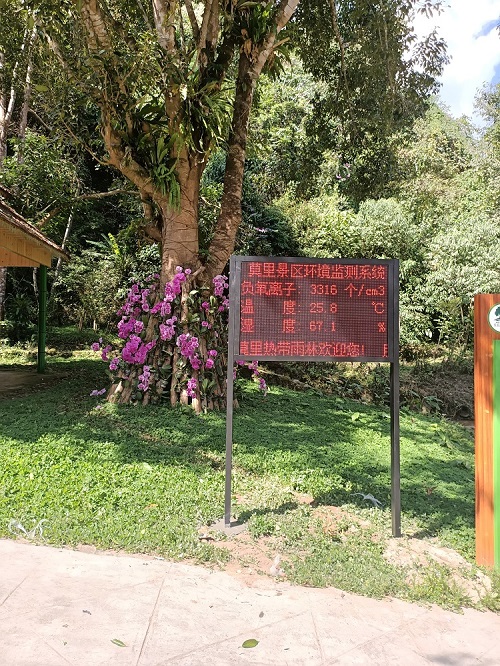 莫里景区环境监测系统
负氧离子: 3316 个/cm3
温 度: 25.8 ℃
湿 度: 67.1 %
莫里热带雨林欢迎您!